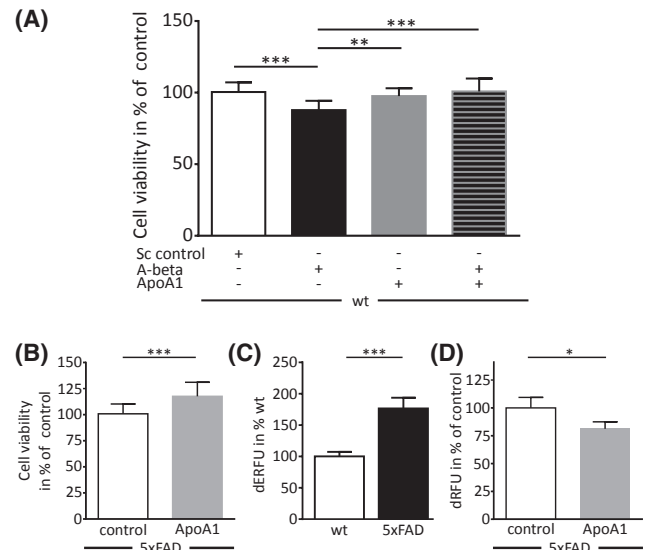 (A)
***
**
***
Cell viability in % of control
150
100
50
0
Sc control + - - -
A-beta - + - +
ApoA1 - - + +
wt
(B)
***
Cell viability
in % of control
150
125
100
75
50
25
0
control ApoA1
5xFAD
(C)
***
dERFU in % wt
250
200
150
100
50
0
wt 5xFAD
(D)
*
dRFU in % of control
125
100
75
50
25
0
control ApoA1
5xFAD